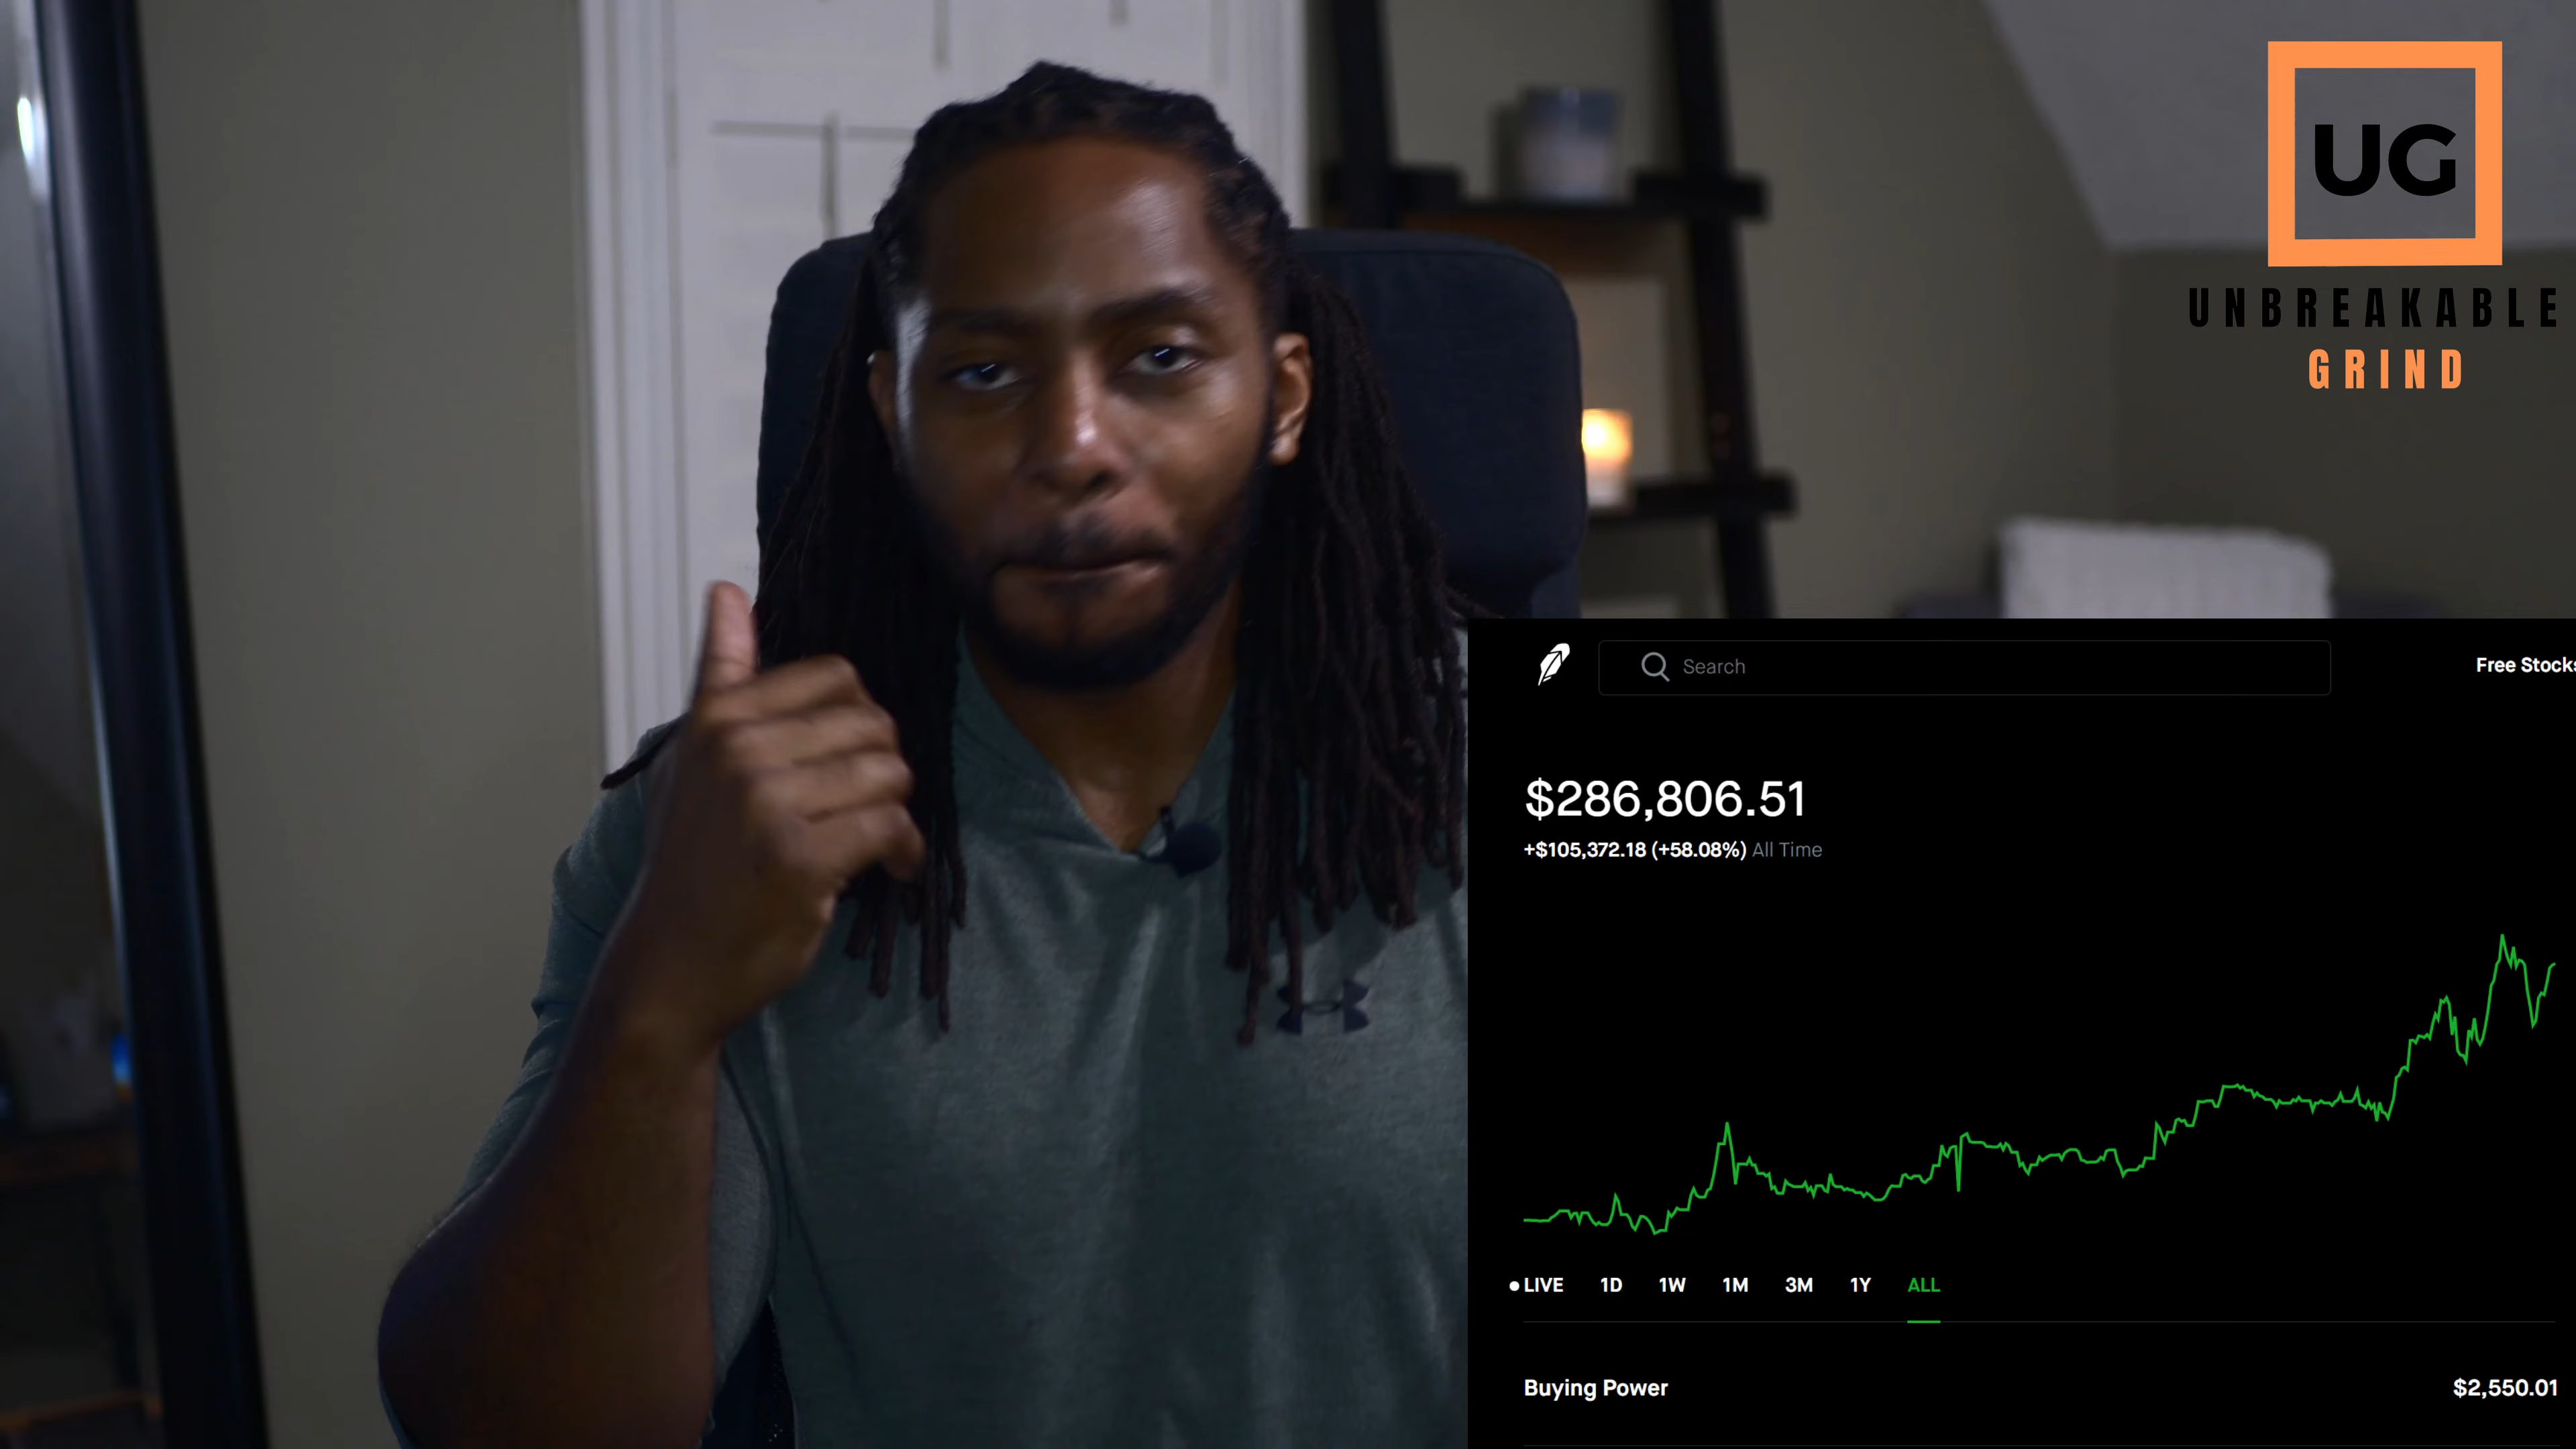 UG
UNBREAKABLE
GRIND
Search
Free Stocks
$286,806.51
+$105,372.18 (+58.08%) All Time
LIVE 1D 1W 1M 3M 1Y ALL
Buying Power $2,550.01